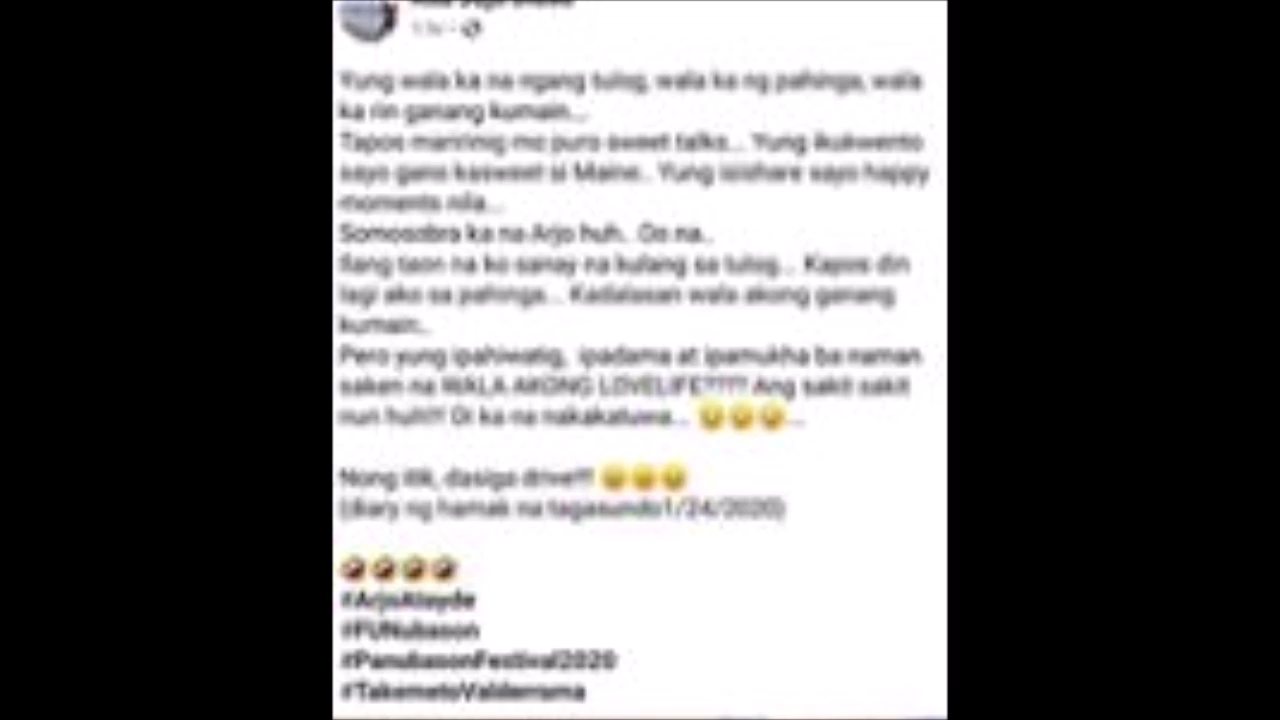 Yung wala ka na ngang tulog, wala ka ng pahinga, wala
ka rin ganang kumain...
Tapos maririnig mo puro sweet talks... Yung ikukwento
sayo gano kasweet si Maine.. Yung isishare sayo happy
moments nila...
Somosobra ka na Arjo huh.. Oo na..
Ilang taon na ko sanay na kulang sa tulog... Kapos din
lagi ako sa pahinga... Kadalasan wala akong ganang
kumain..
Pero yung ipahiwatig, ipadama at ipamukha ba naman
saken na WALA AKONG LOVELIFE???? Ang sakit sakit
nun huh!!! Di ka na nakakatuwa... 😑😑😑...
Nong itik, dasiga drive!!! 😑😑😑
(diary ng hamak na tagasundo1/24/2020)
🤣🤣🤣🤣
#ArjoAtayde
#FUNubason
#PanubasonFestival2020
#TakemetoValderrama